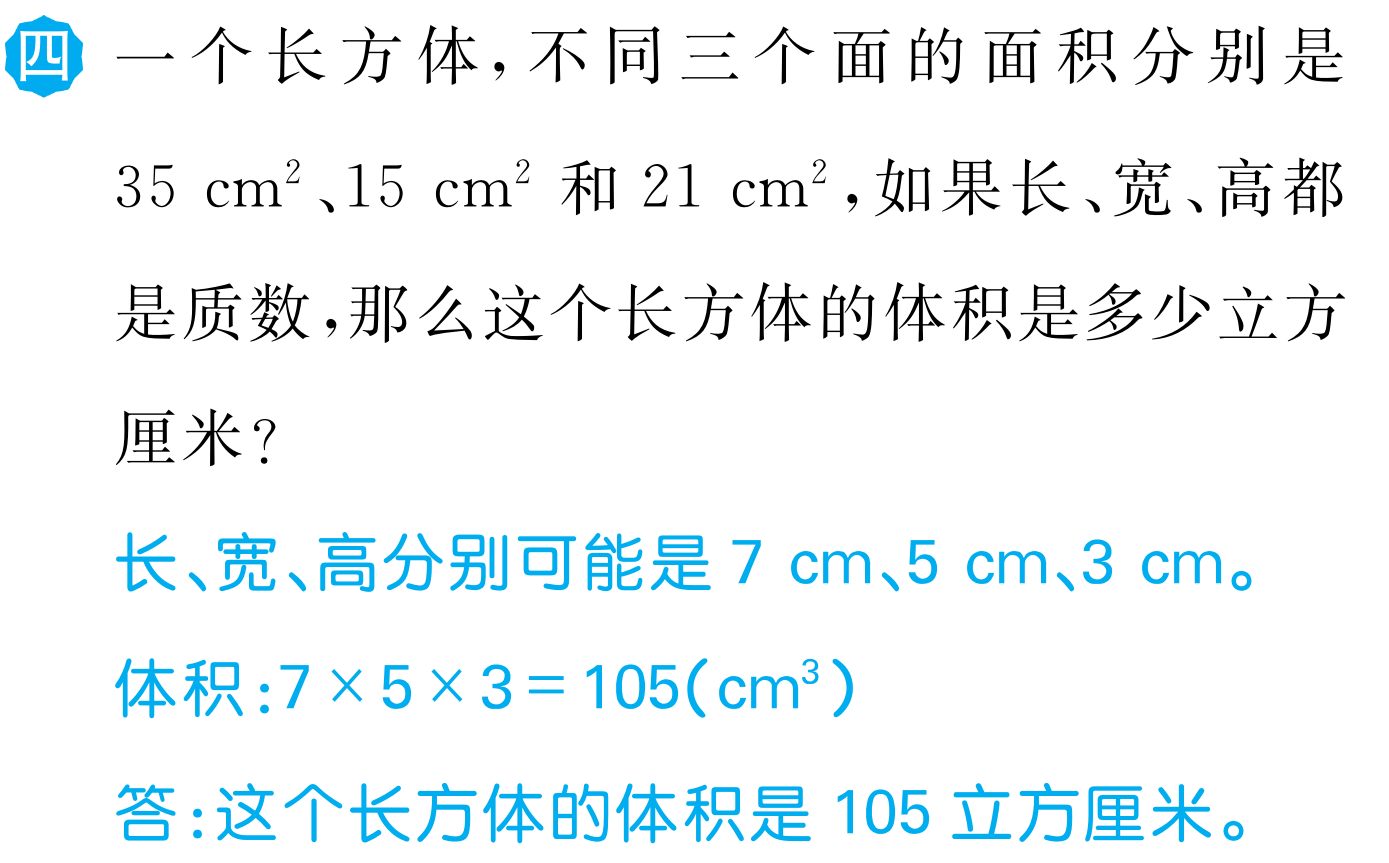 四 一个长方体,不同三个面的面积分别是
35 cm²、15 cm² 和 21 cm²,如果长、宽、高都
是质数,那么这个长方体的体积是多少立方
厘米?
长、宽、高分别可能是 7 cm、5 cm、3 cm。
体积:7×5×3=105(cm³)
答:这个长方体的体积是 105 立方厘米。